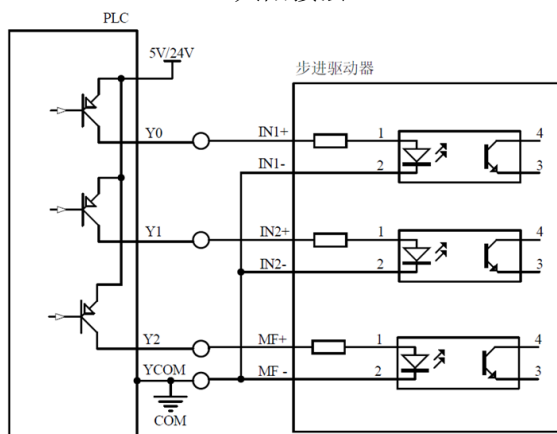 PLC
5V/24V
步进驱动器
Y0
IN1+
1
4
IN1-
2
3
Y1
IN2+
1
4
IN2-
2
3
Y2
MF+
1
4
YCOM
MF -
2
3
COM